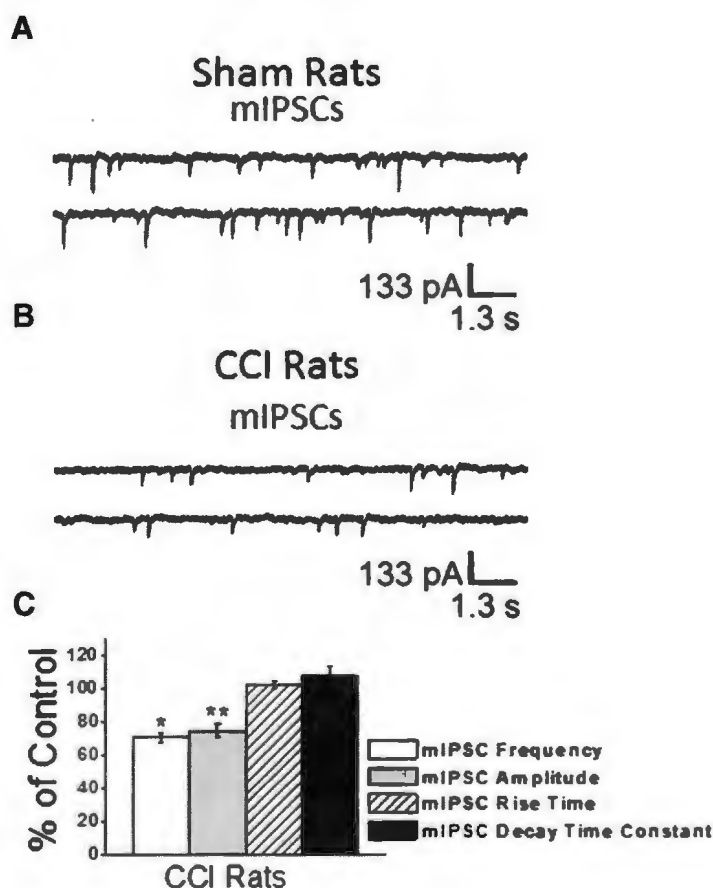 A
Sham Rats
mIPSCs
133 pA
1.3 s
B
CCI Rats
mIPSCs
133 pA
1.3 s
C
% of Control
120
100
80
60
40
20
0
*
**
CCI Rats
mIPSC Frequency
mIPSC Amplitude
mIPSC Rise Time
mIPSC Decay Time Constant